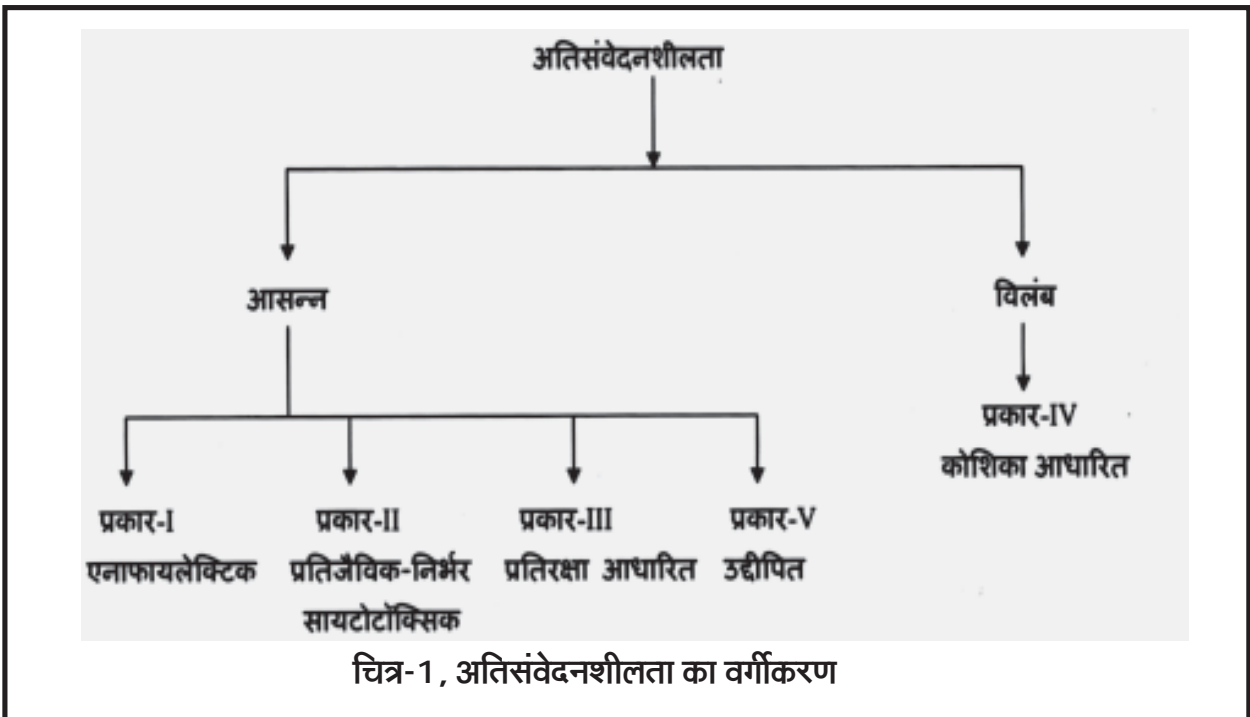 अतिसंवेदनशीलता
आसन्न
विलंब
प्रकार-IV
कोशिका आधारित
प्रकार-I
एनाफायलेक्टिक
प्रकार-II
प्रतिजैविक-निर्भर
सायटोटॉक्सिक
प्रकार-III
प्रतिरक्षा आधारित
प्रकार-V
उद्दीपित
चित्र-1, अतिसंवेदनशीलता का वर्गीकरण